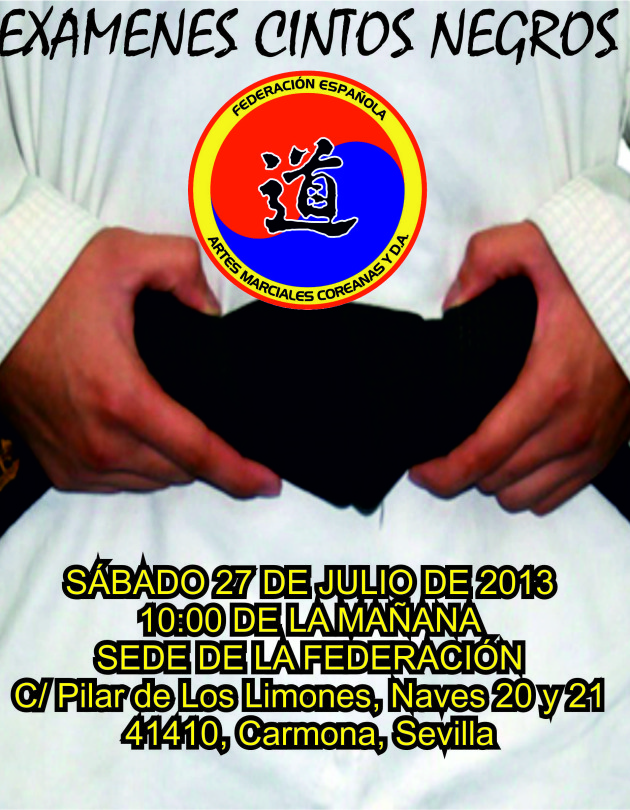 EXAMENES CINTOS NEGROS
FEDERACIÓN ESPAÑOLA
道
ARTES MARCIALES COREANAS Y D.A.
SÁBADO 27 DE JULIO DE 2013
10:00 DE LA MAÑANA
SEDE DE LA FEDERACIÓN
C/ Pilar de Los Limones, Naves 20 y 21
41410, Carmona, Sevilla